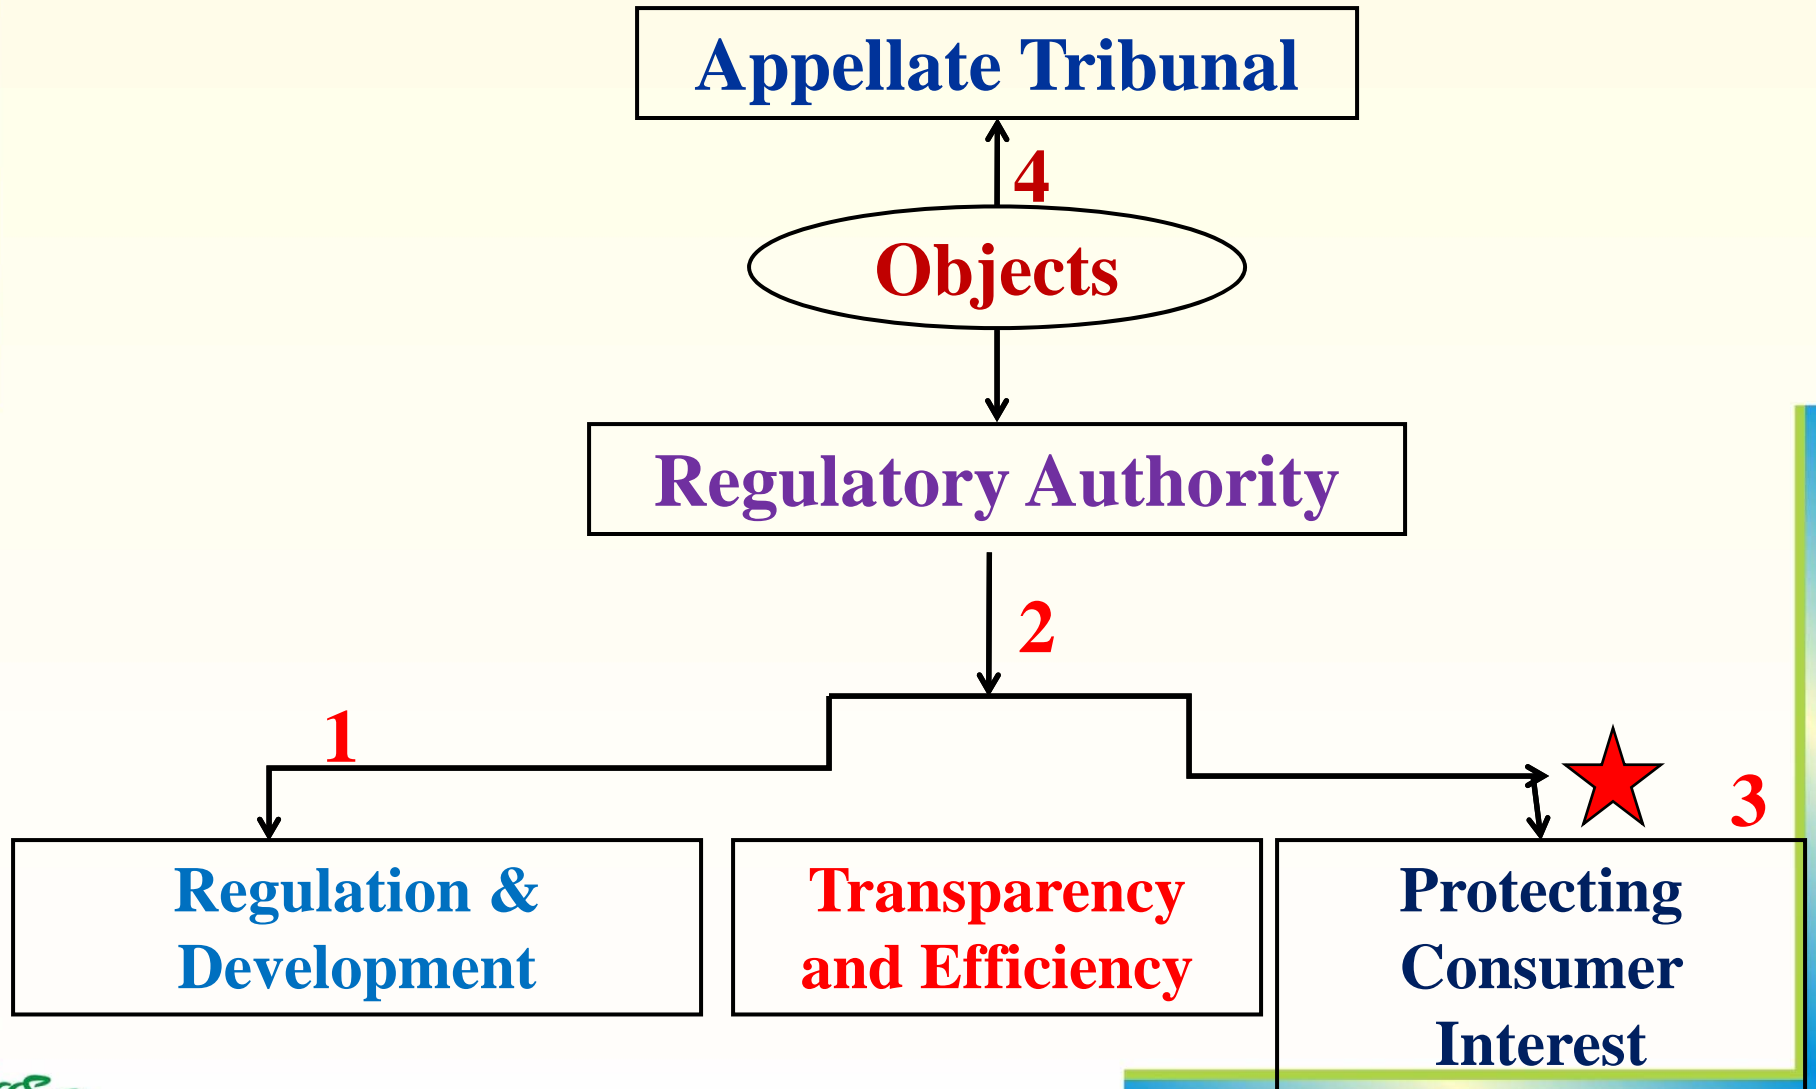 Appellate Tribunal
4
Objects
Regulatory Authority
2
1
3
Regulation &
Development
Transparency
and Efficiency
Protecting
Consumer
Interest